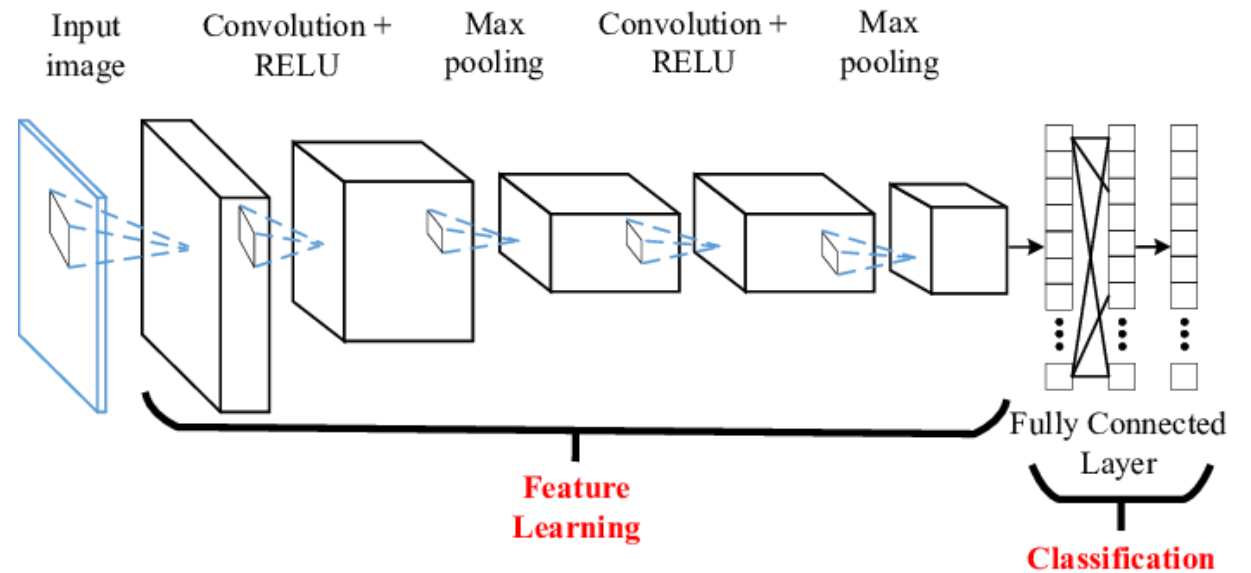 Input
image
Convolution +
RELU
Max
pooling
Convolution +
RELU
Max
pooling
Fully Connected
Layer
Feature
Learning
Classification